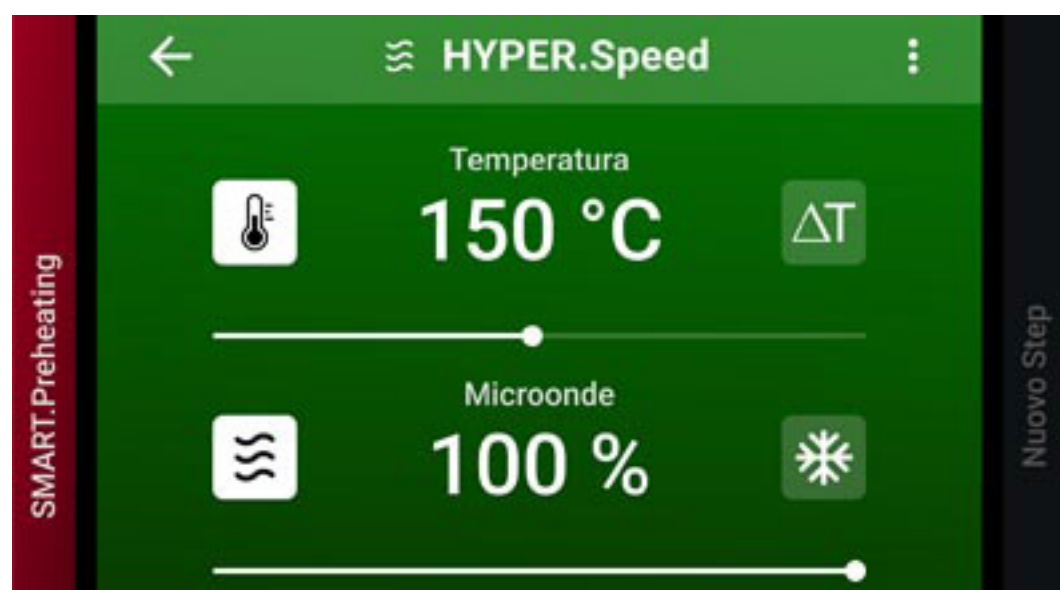 HYPER.Speed
Temperatura
150 °C
ΔT
Microonde
100 %
SMART.Preheating
Nuovo Step